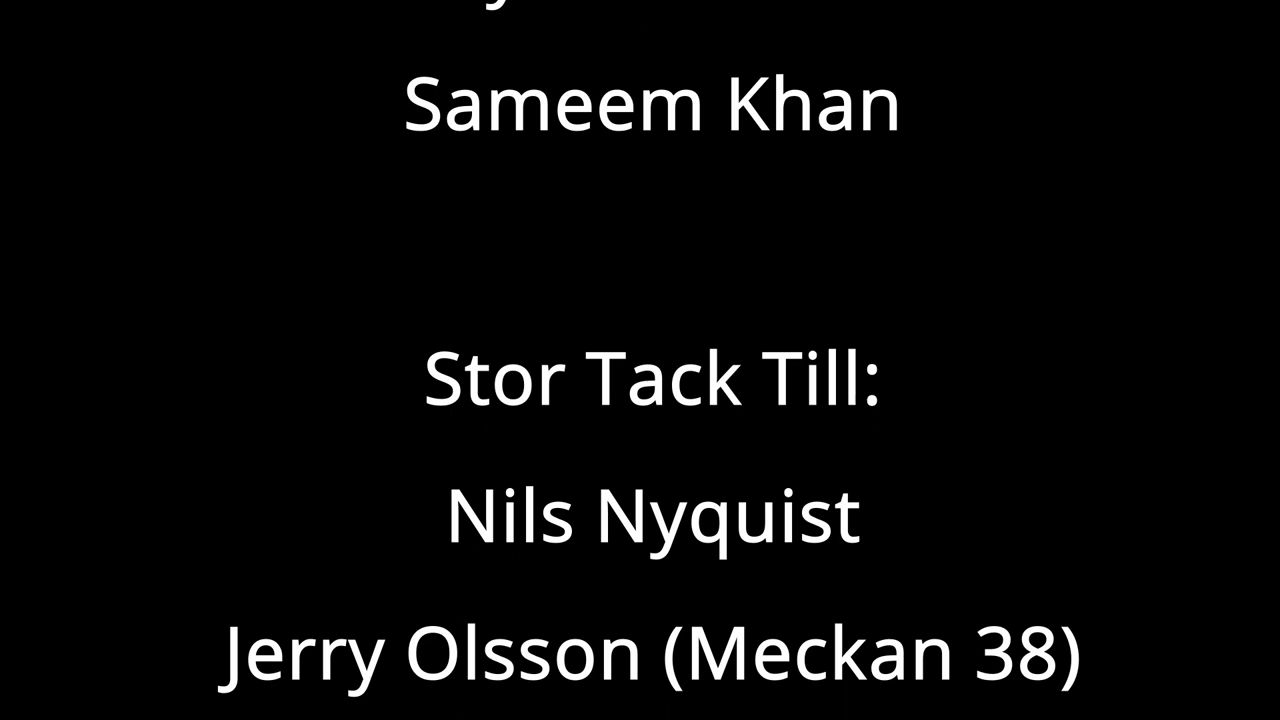 Sameem Khan
Stor Tack Till:
Nils Nyquist
Jerry Olsson (Meckan 38)